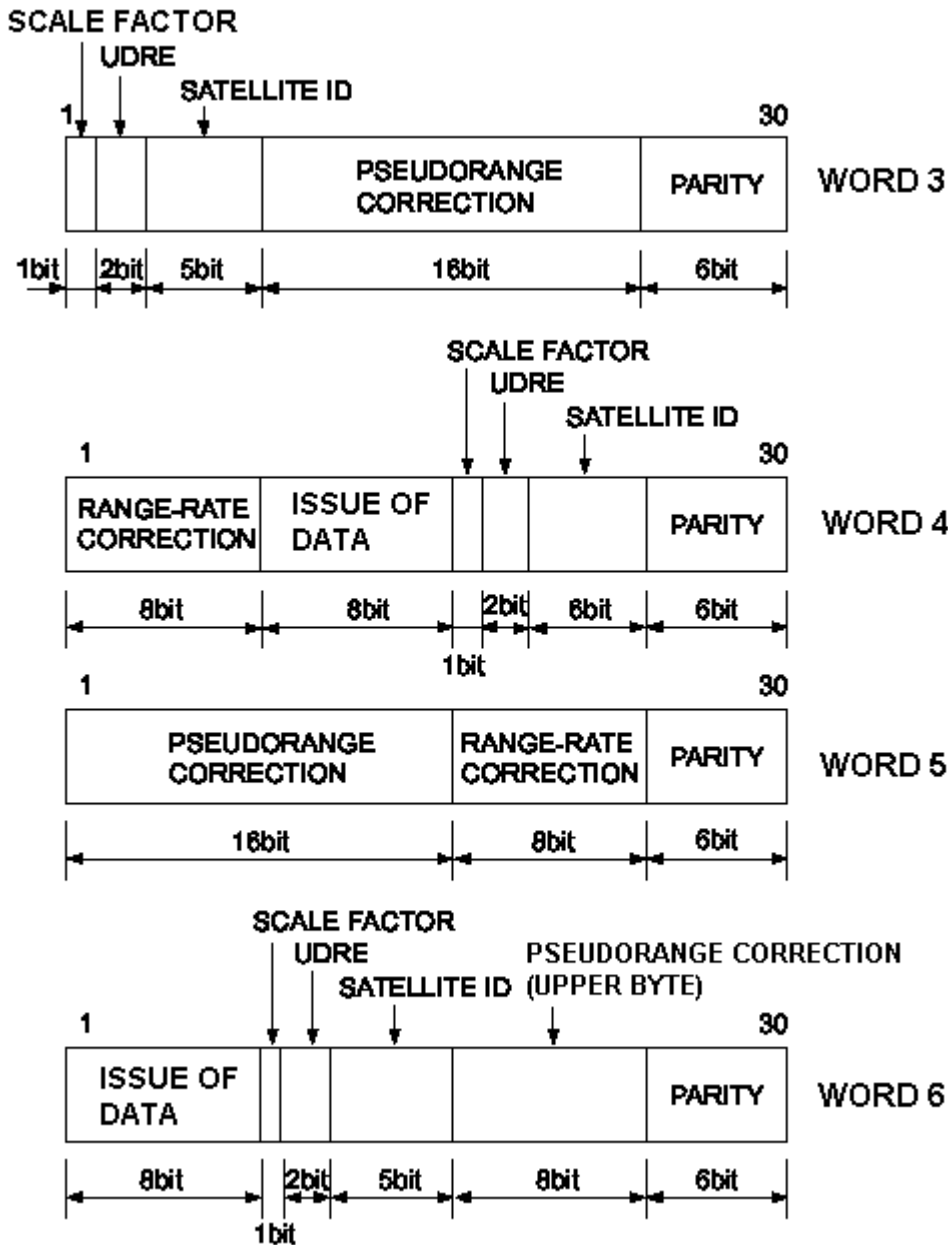 SCALE FACTOR
UDRE
SATELLITE ID
1
30
PSEUDORANGE
CORRECTION
PARITY
WORD 3
1bit
2bit
5bit
16bit
6bit
SCALE FACTOR
UDRE
SATELLITE ID
1
30
RANGE-RATE
CORRECTION
ISSUE OF
DATA
PARITY
WORD 4
8bit
8bit
1bit
2bit
6bit
6bit
1
30
PSEUDORANGE
CORRECTION
RANGE-RATE
CORRECTION
PARITY
WORD 5
16bit
8bit
6bit
SCALE FACTOR
UDRE
SATELLITE ID
PSEUDORANGE CORRECTION
(UPPER BYTE)
1
30
ISSUE OF
DATA
PARITY
WORD 6
8bit
1bit
2bit
5bit
8bit
6bit